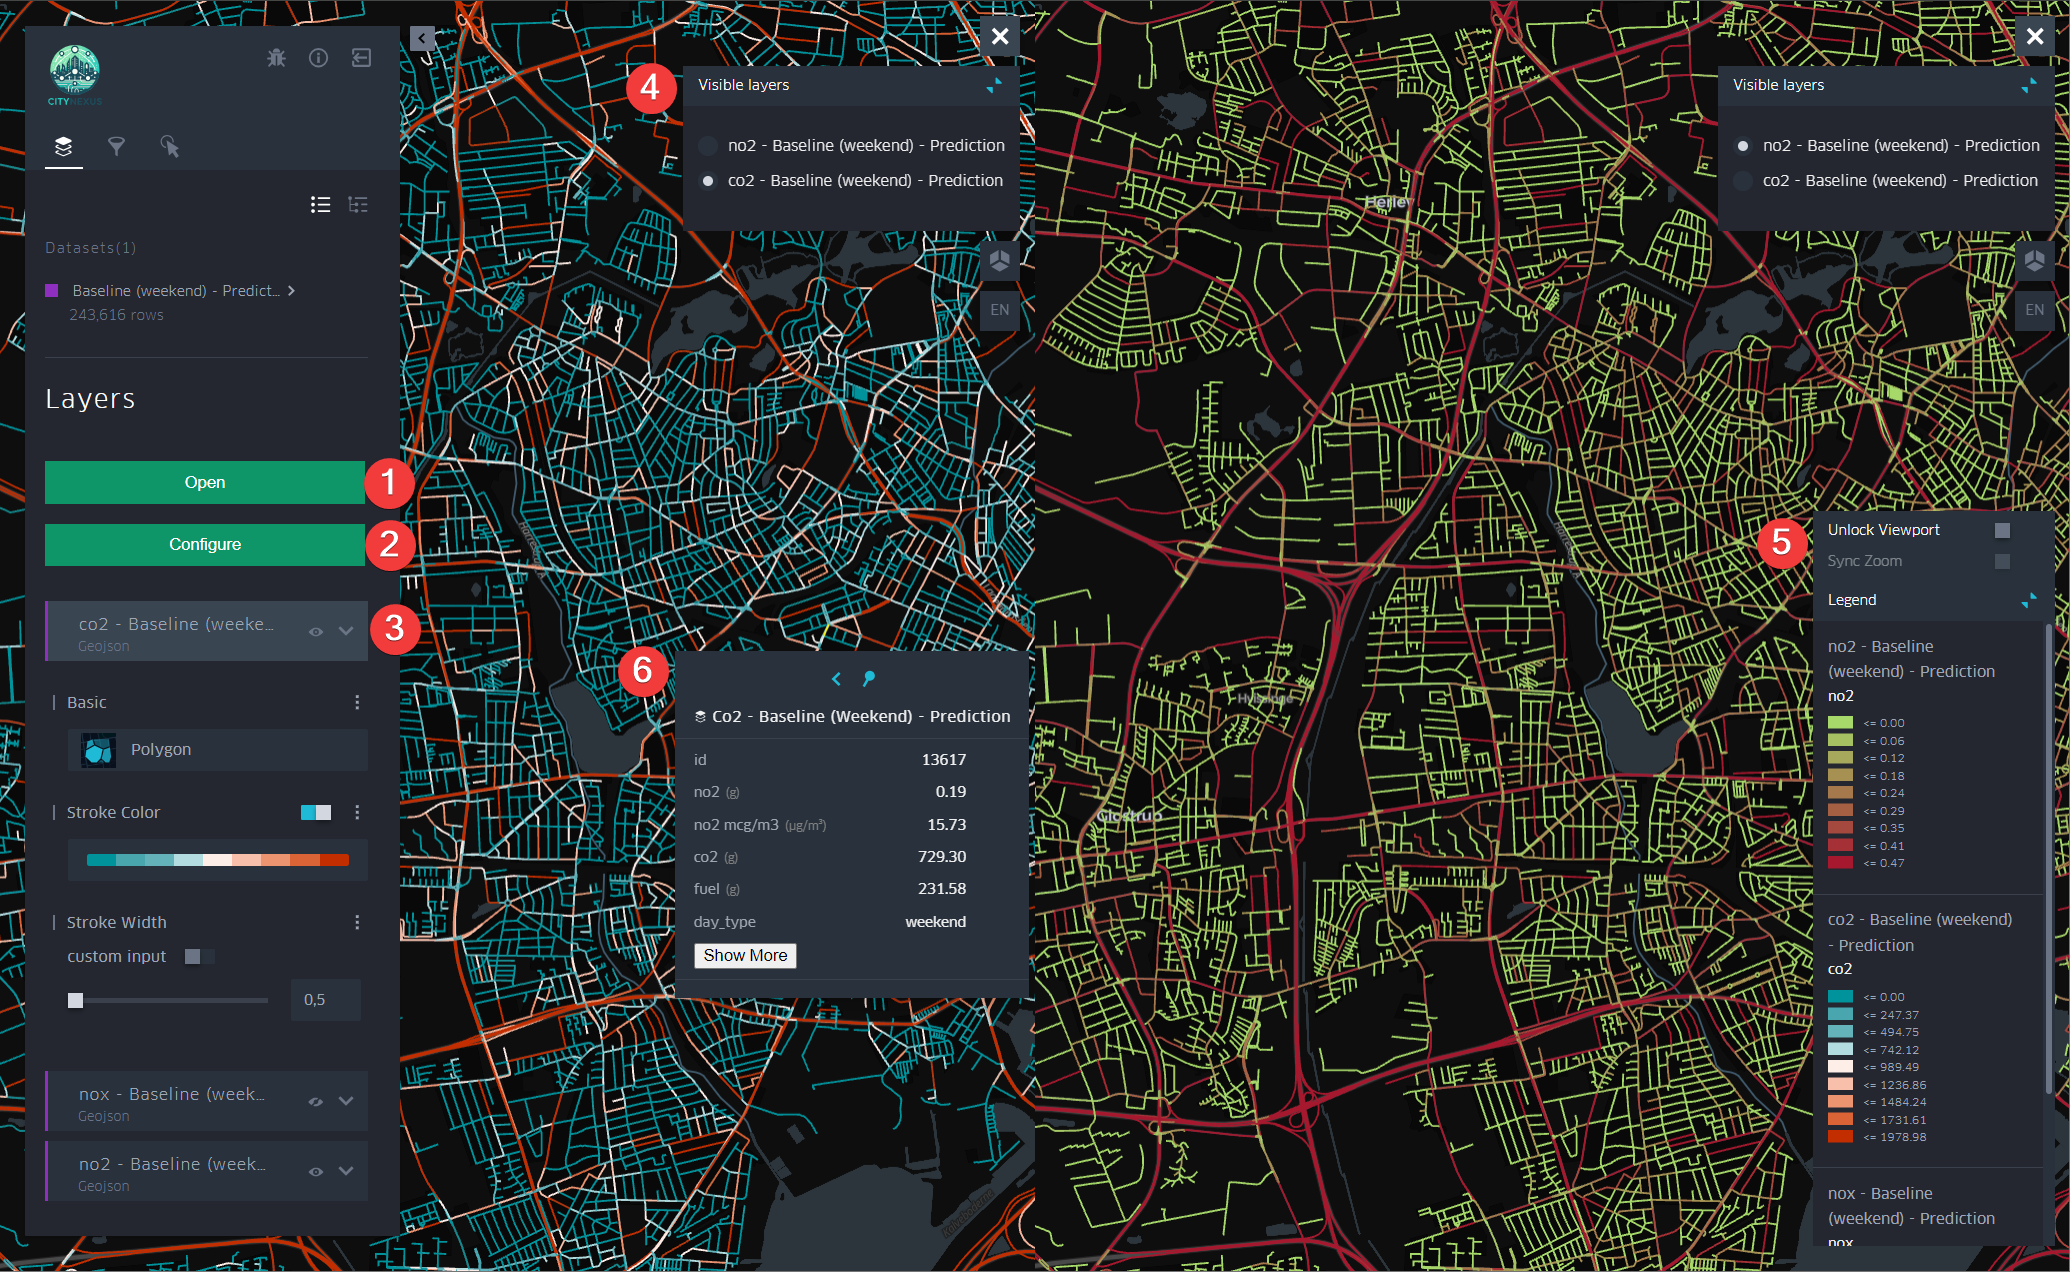 CITYNEXUS
Datasets(1)
Baseline (weekend) - Predict...
243,616 rows
Layers
Open
1
Configure
2
co2 - Baseline (weeke...
Geojson
3
Basic
Polygon
Stroke Color
Stroke Width
custom input
0,5
nox - Baseline (week...
Geojson
no2 - Baseline (week...
Geojson
4
Visible layers
no2 - Baseline (weekend) - Prediction
co2 - Baseline (weekend) - Prediction
EN
6
Co2 - Baseline (Weekend) - Prediction
id 13617
no2 (g) 0.19
no2 mcg/m3 (µg/m³) 15.73
co2 (g) 729.30
fuel (g) 231.58
day_type weekend
Show More
Visible layers
no2 - Baseline (weekend) - Prediction
co2 - Baseline (weekend) - Prediction
EN
Herlev
Hvissinge
Glostrup
5
Unlock Viewport
Sync Zoom
Legend
no2 - Baseline
(weekend) - Prediction
no2
<= 0.00
<= 0.06
<= 0.12
<= 0.18
<= 0.24
<= 0.29
<= 0.35
<= 0.41
<= 0.47
co2 - Baseline (weekend)
- Prediction
co2
<= 0.00
<= 247.37
<= 494.75
<= 742.12
<= 989.49
<= 1236.86
<= 1484.24
<= 1731.61
<= 1978.98
nox - Baseline
(weekend) - Prediction
nox